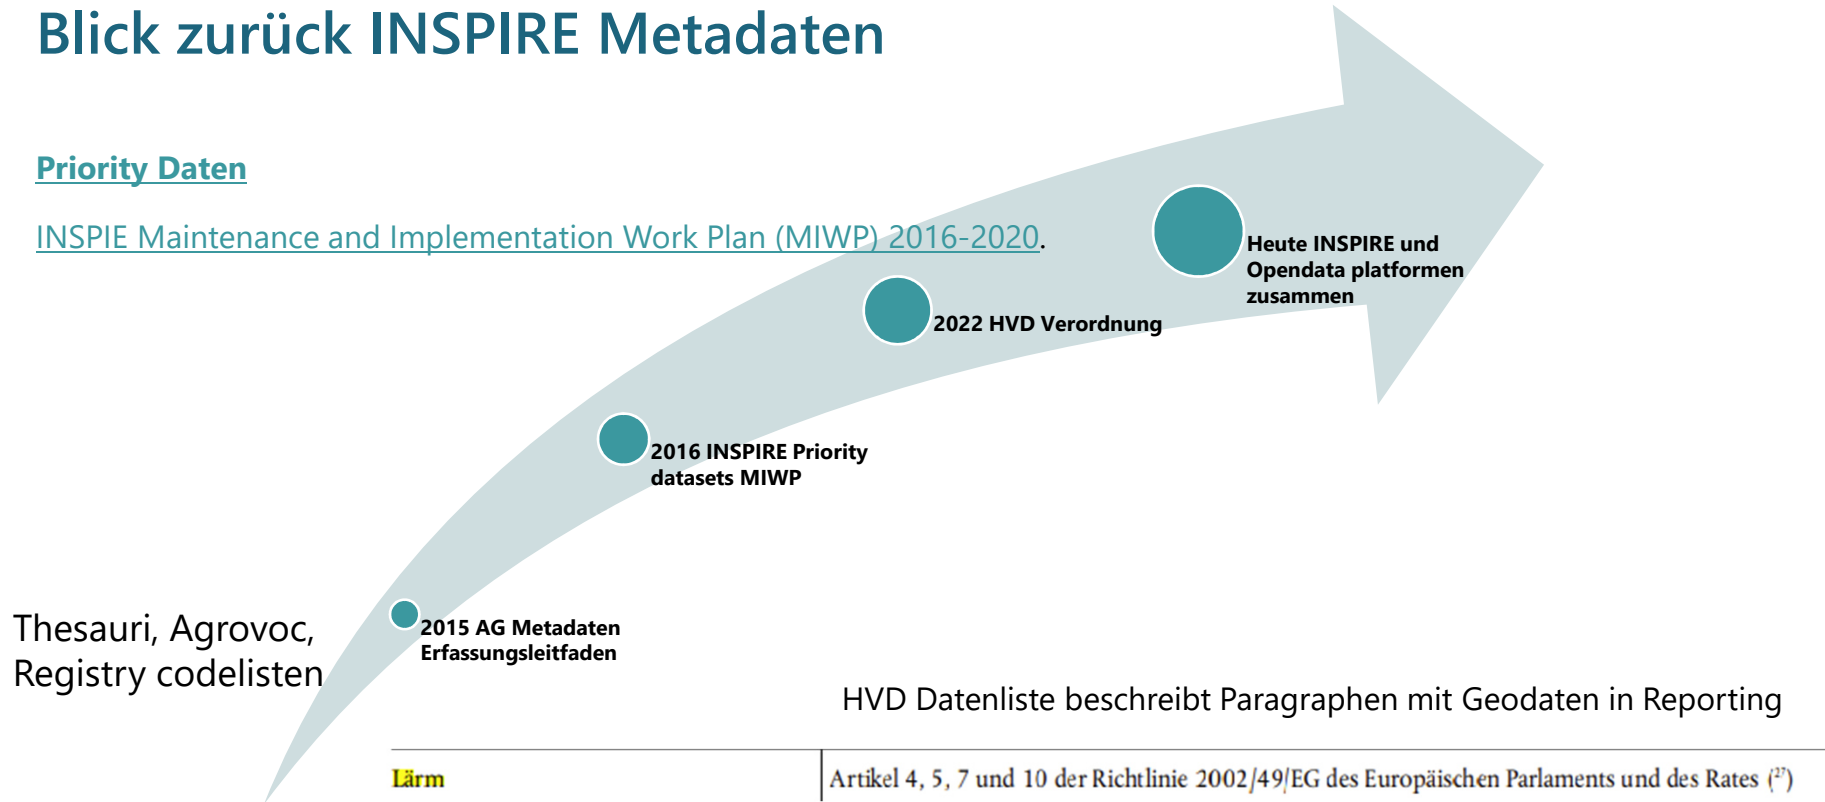 Blick zurück INSPIRE Metadaten
Priority Daten
INSPIE Maintenance and Implementation Work Plan (MIWP) 2016-2020.
Heute INSPIRE und
Opendata platformen
zusammen
2022 HVD Verordnung
2016 INSPIRE Priority
datasets MIWP
2015 AG Metadaten
Erfassungsleitfaden
Thesauri, Agrovoc,
Registry codelisten
HVD Datenliste beschreibt Paragraphen mit Geodaten in Reporting
Lärm
Artikel 4, 5, 7 und 10 der Richtlinie 2002/49/EG des Europäischen Parlaments und des Rates (²⁷)